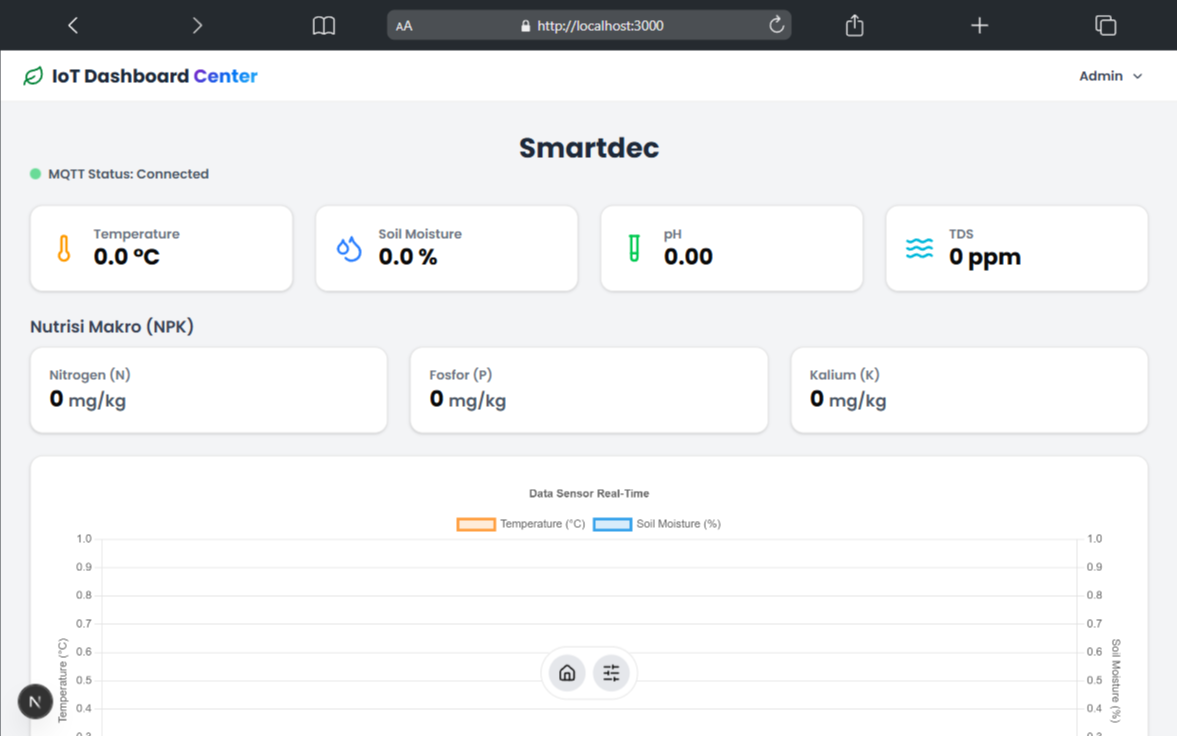 AA
http://localhost:3000
IoT Dashboard Center
Admin
Smartdec
MQTT Status: Connected
Temperature
0.0 °C
Soil Moisture
0.0 %
pH
0.00
TDS
0 ppm
Nutrisi Makro (NPK)
Nitrogen (N)
0 mg/kg
Fosfor (P)
0 mg/kg
Kalium (K)
0 mg/kg
Data Sensor Real-Time
Temperature (°C) Soil Moisture (%)
1.0 1.0
0.9 0.9
0.8 0.8
0.7 0.7
0.6 0.6
0.5 0.5
0.4 0.4
0.3 0.3
Temperature (°C)
Soil Moisture (%)
N